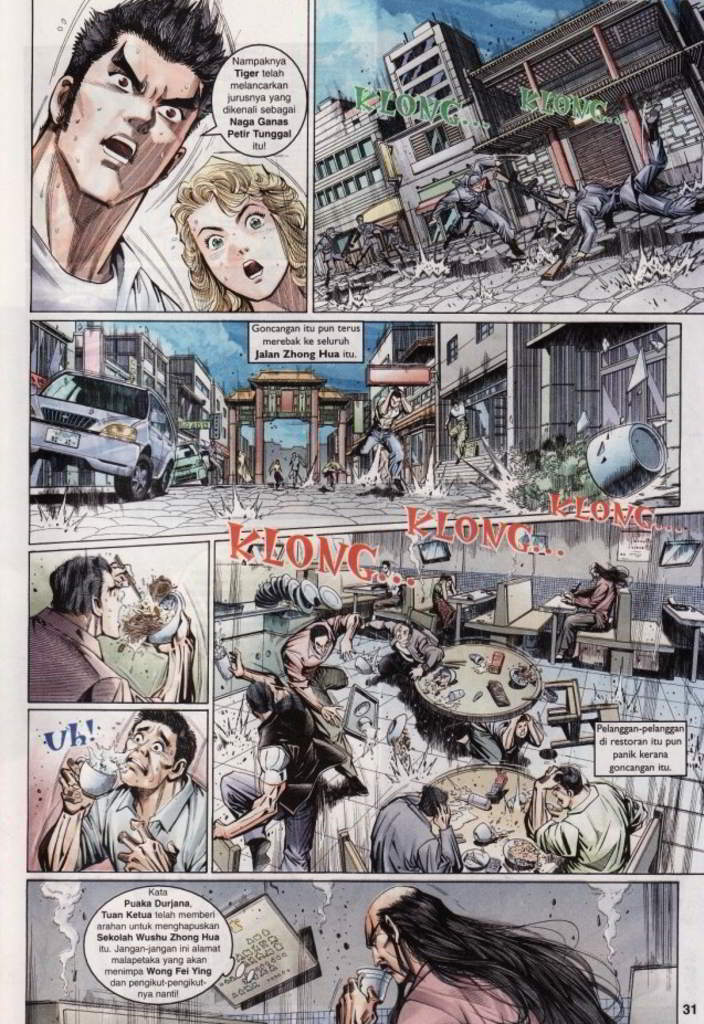 Nampaknya
Tiger telah
melancarkan
jurusnya yang
dikenali sebagai
Naga Ganas
Petir Tunggal
itu!
KLONG...
KLONG...
Goncangan itu pun terus
merebak ke seluruh
Jalan Zhong Hua itu.
KLONG...
KLONG...
KLONG...
Uh!
Pelanggan-pelanggan
di restoran itu pun
panik kerana
goncangan itu.
Kata
Puaka Durjana,
Tuan Ketua telah memberi
arahan untuk menghapuskan
Sekolah Wushu Zhong Hua
itu. Jangan-jangan ini alamat
malapetaka yang akan
menimpa Wong Fei Ying
dan pengikut-pengikut-
nya nanti!
31